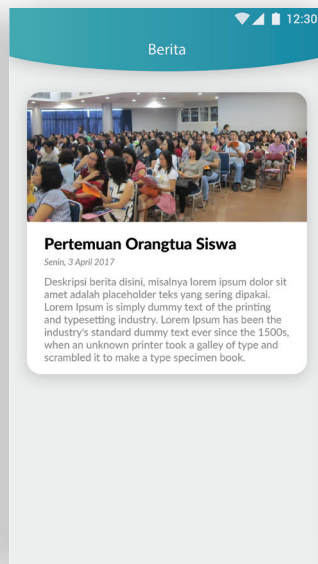 12:30
Berita
Pertemuan Orangtua Siswa
Senin, 3 April 2017
Deskripsi berita disini, misalnya lorem ipsum dolor sit
amet adalah placeholder teks yang sering dipakai.
Lorem Ipsum is simply dummy text of the printing
and typesetting industry. Lorem Ipsum has been the
industry's standard dummy text ever since the 1500s,
when an unknown printer took a galley of type and
scrambled it to make a type specimen book.